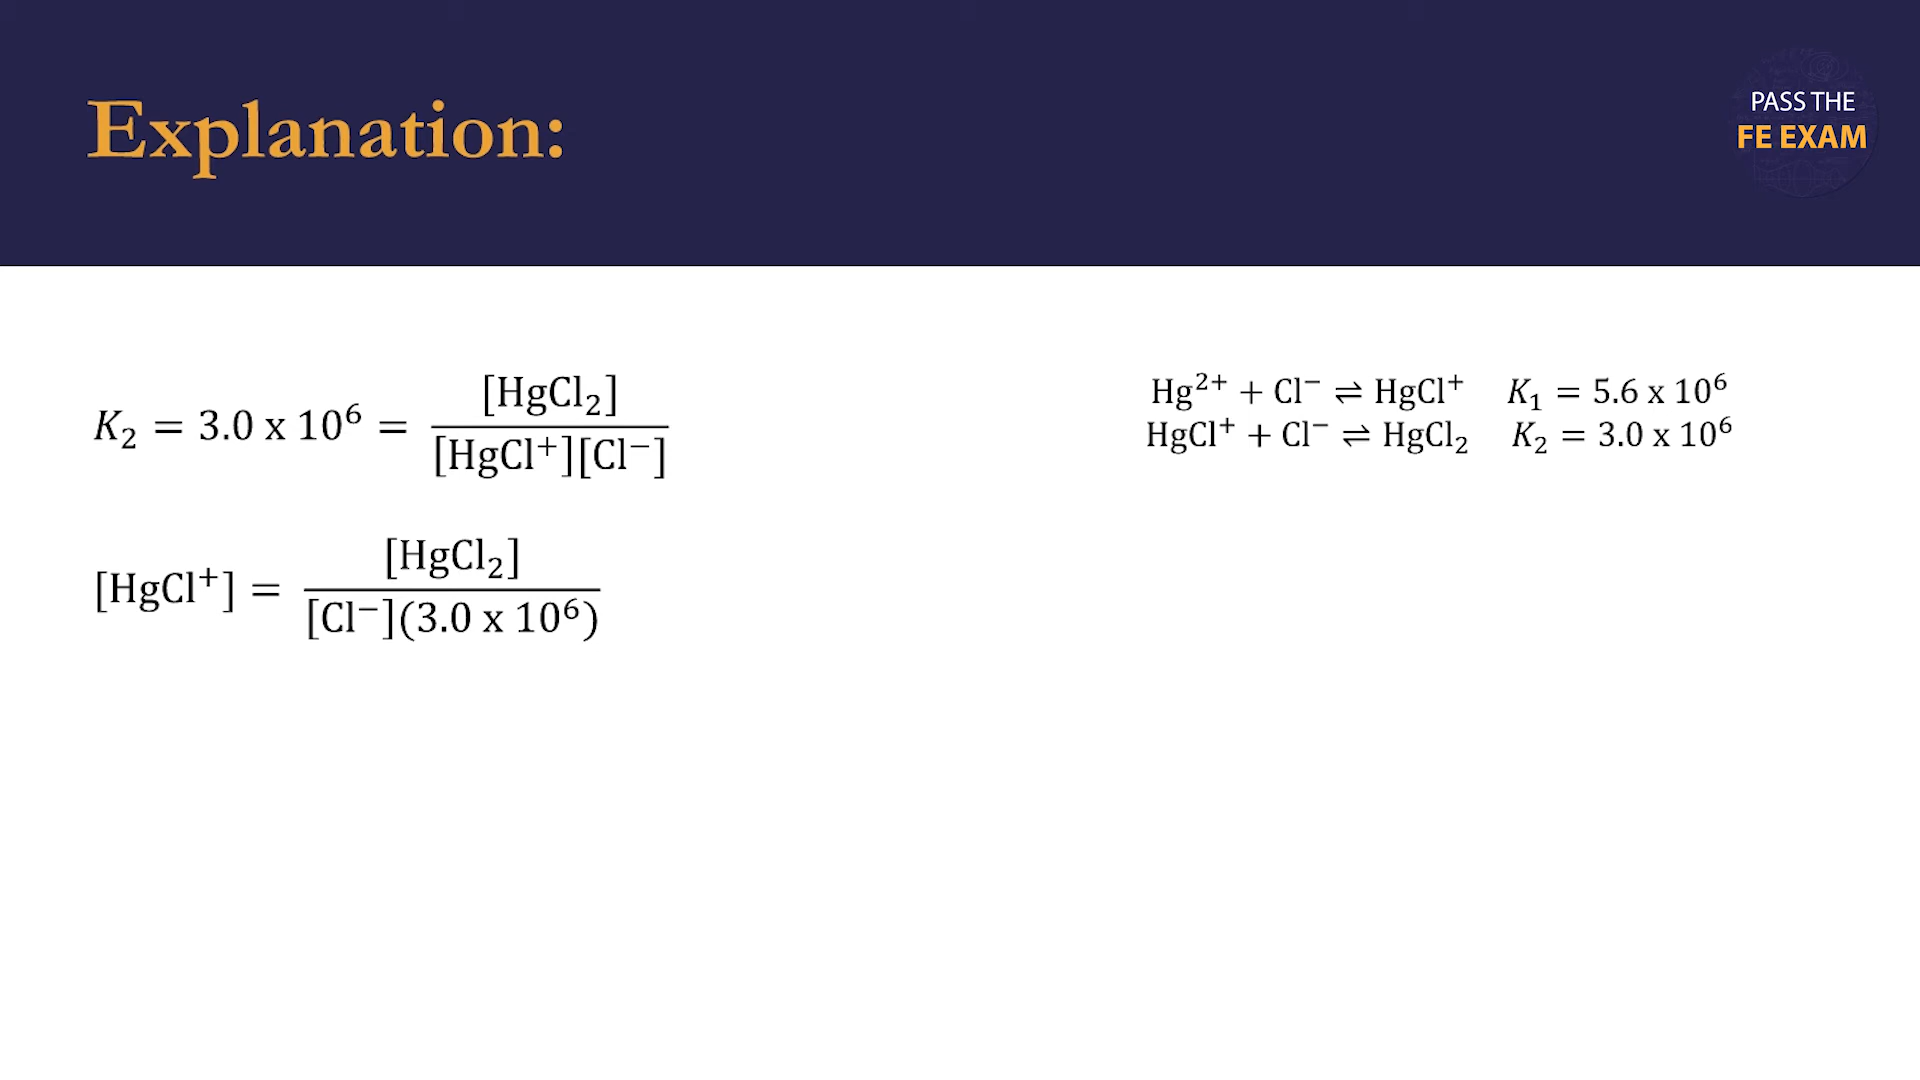 Explanation:
PASS THE
FE EXAM
K₂ = 3.0 x 10⁶ = [HgCl₂] / [HgCl⁺][Cl⁻]
[HgCl⁺] = [HgCl₂] / [Cl⁻](3.0 x 10⁶)
Hg²⁺ + Cl⁻ ⇌ HgCl⁺ K₁ = 5.6 x 10⁶
HgCl⁺ + Cl⁻ ⇌ HgCl₂ K₂ = 3.0 x 10⁶